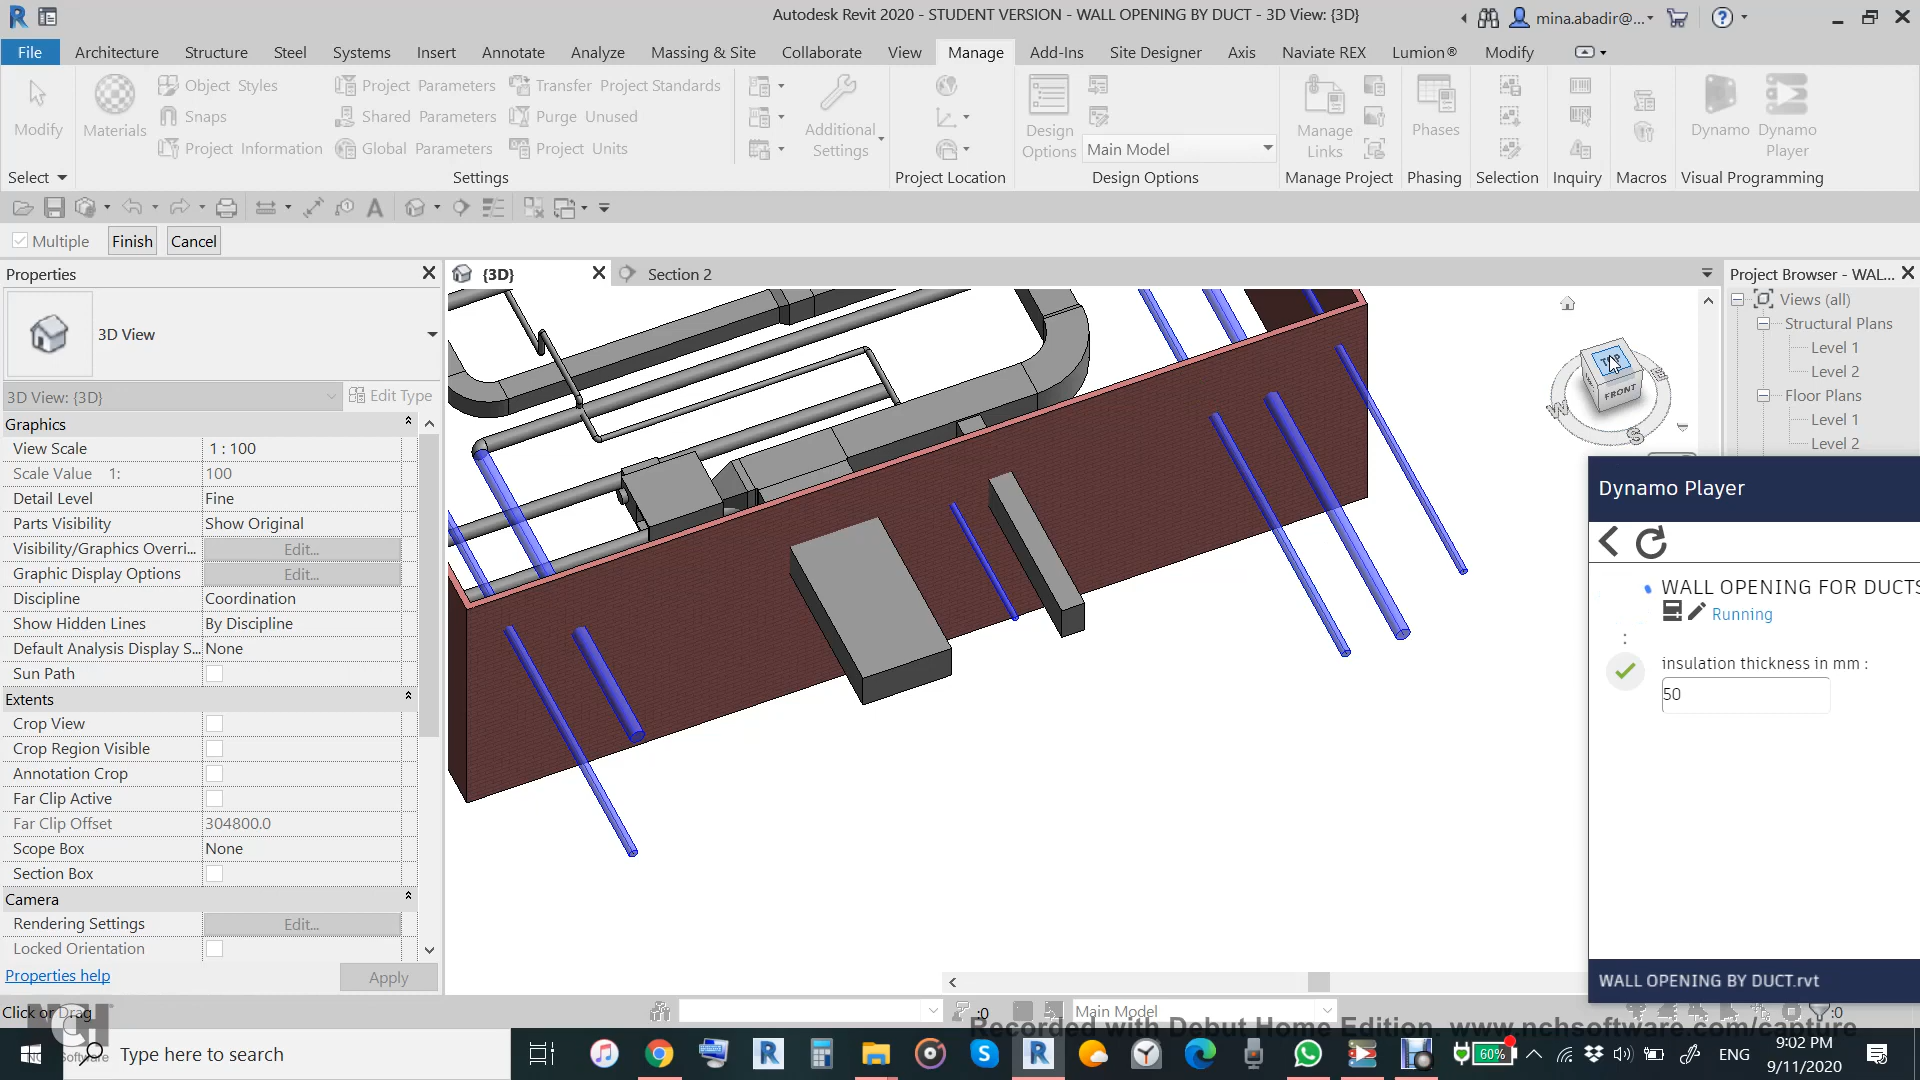 Autodesk Revit 2020 - STUDENT VERSION - WALL OPENING BY DUCT - 3D View: {3D}
mina.abadir@...
File Architecture Structure Steel Systems Insert Annotate Analyze Massing & Site Collaborate View Manage Add-Ins Site Designer Axis Naviate REX Lumion® Modify
Modify
Materials
Object Styles
Snaps
Project Information
Project Parameters
Shared Parameters
Global Parameters
Transfer Project Standards
Purge Unused
Project Units
Additional
Settings
Design
Options
Main Model
Manage
Links
Phases
Dynamo
Dynamo
Player
Select
Settings
Project Location
Design Options
Manage Project
Phasing
Selection
Inquiry
Macros
Visual Programming
Multiple
Finish
Cancel
Properties
3D View
3D View: {3D}
Edit Type
Graphics
View Scale 1 : 100
Scale Value 1: 100
Detail Level Fine
Parts Visibility Show Original
Visibility/Graphics Overri... Edit...
Graphic Display Options Edit...
Discipline Coordination
Show Hidden Lines By Discipline
Default Analysis Display S... None
Sun Path
Extents
Crop View
Crop Region Visible
Annotation Crop
Far Clip Active
Far Clip Offset 304800.0
Scope Box None
Section Box
Camera
Rendering Settings Edit...
Locked Orientation
Properties help
Apply
{3D}
Section 2
TOP
FRONT
W
S
E
Project Browser - WAL...
Views (all)
Structural Plans
Level 1
Level 2
Floor Plans
Level 1
Level 2
Dynamo Player
WALL OPENING FOR DUCTS
Running
:
insulation thickness in mm :
50
WALL OPENING BY DUCT.rvt
Click or Drag
:0
Main Model
:0
NCH
Software
Recorded with Debut Home Edition. www.nchsoftware.com/capture
Type here to search
60%
ENG
9:02 PM
9/11/2020